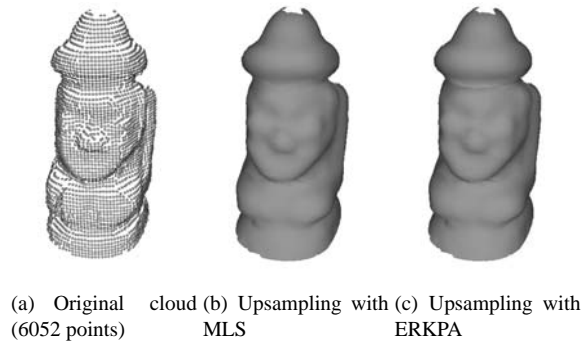 (a) Original cloud (b) Upsampling with (c) Upsampling with
(6052 points) MLS ERKPA